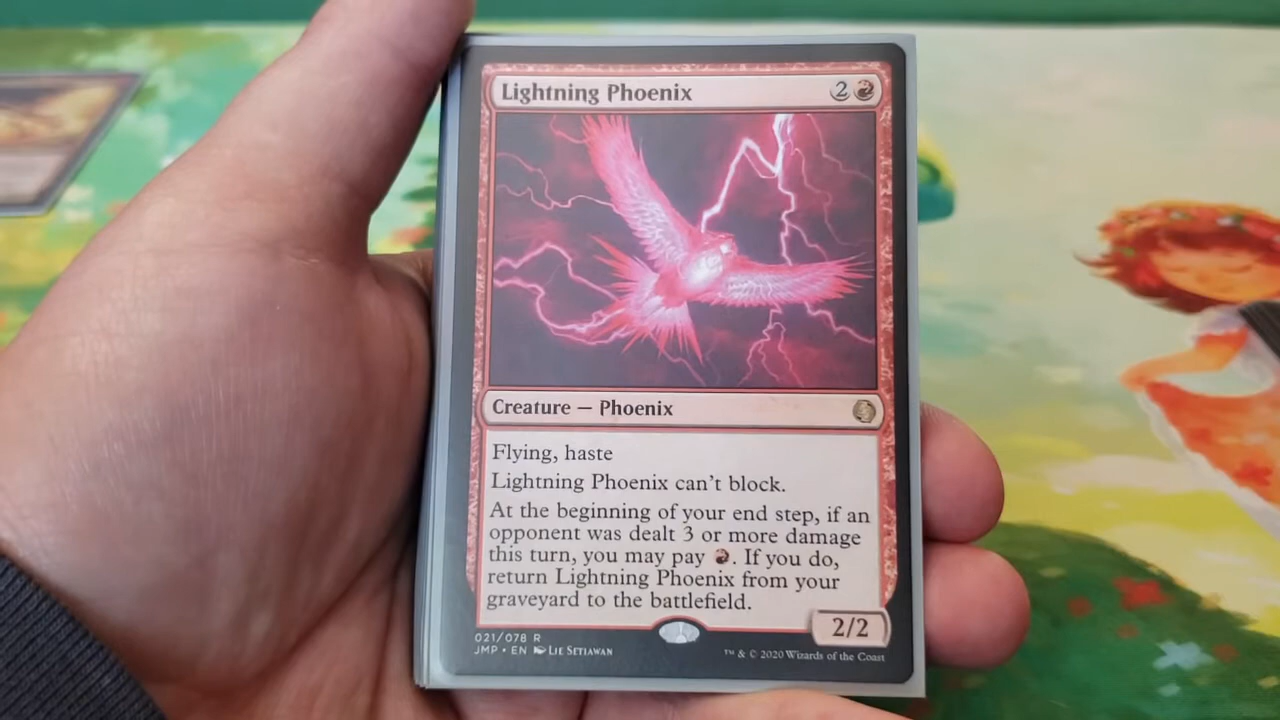 Lightning Phoenix 2
Creature — Phoenix
Flying, haste
Lightning Phoenix can't block.
At the beginning of your end step, if an
opponent was dealt 3 or more damage
this turn, you may pay . If you do,
return Lightning Phoenix from your
graveyard to the battlefield.
2/2
021/078 R
JMP • EN Lie Setiawan
™ & © 2020 Wizards of the Coast